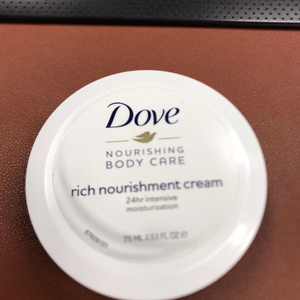 Dove
NOURISHING
BODY CARE
rich nourishment cream
24hr intensive
moisturisation
75 ML 2.53 FL OZ ℮